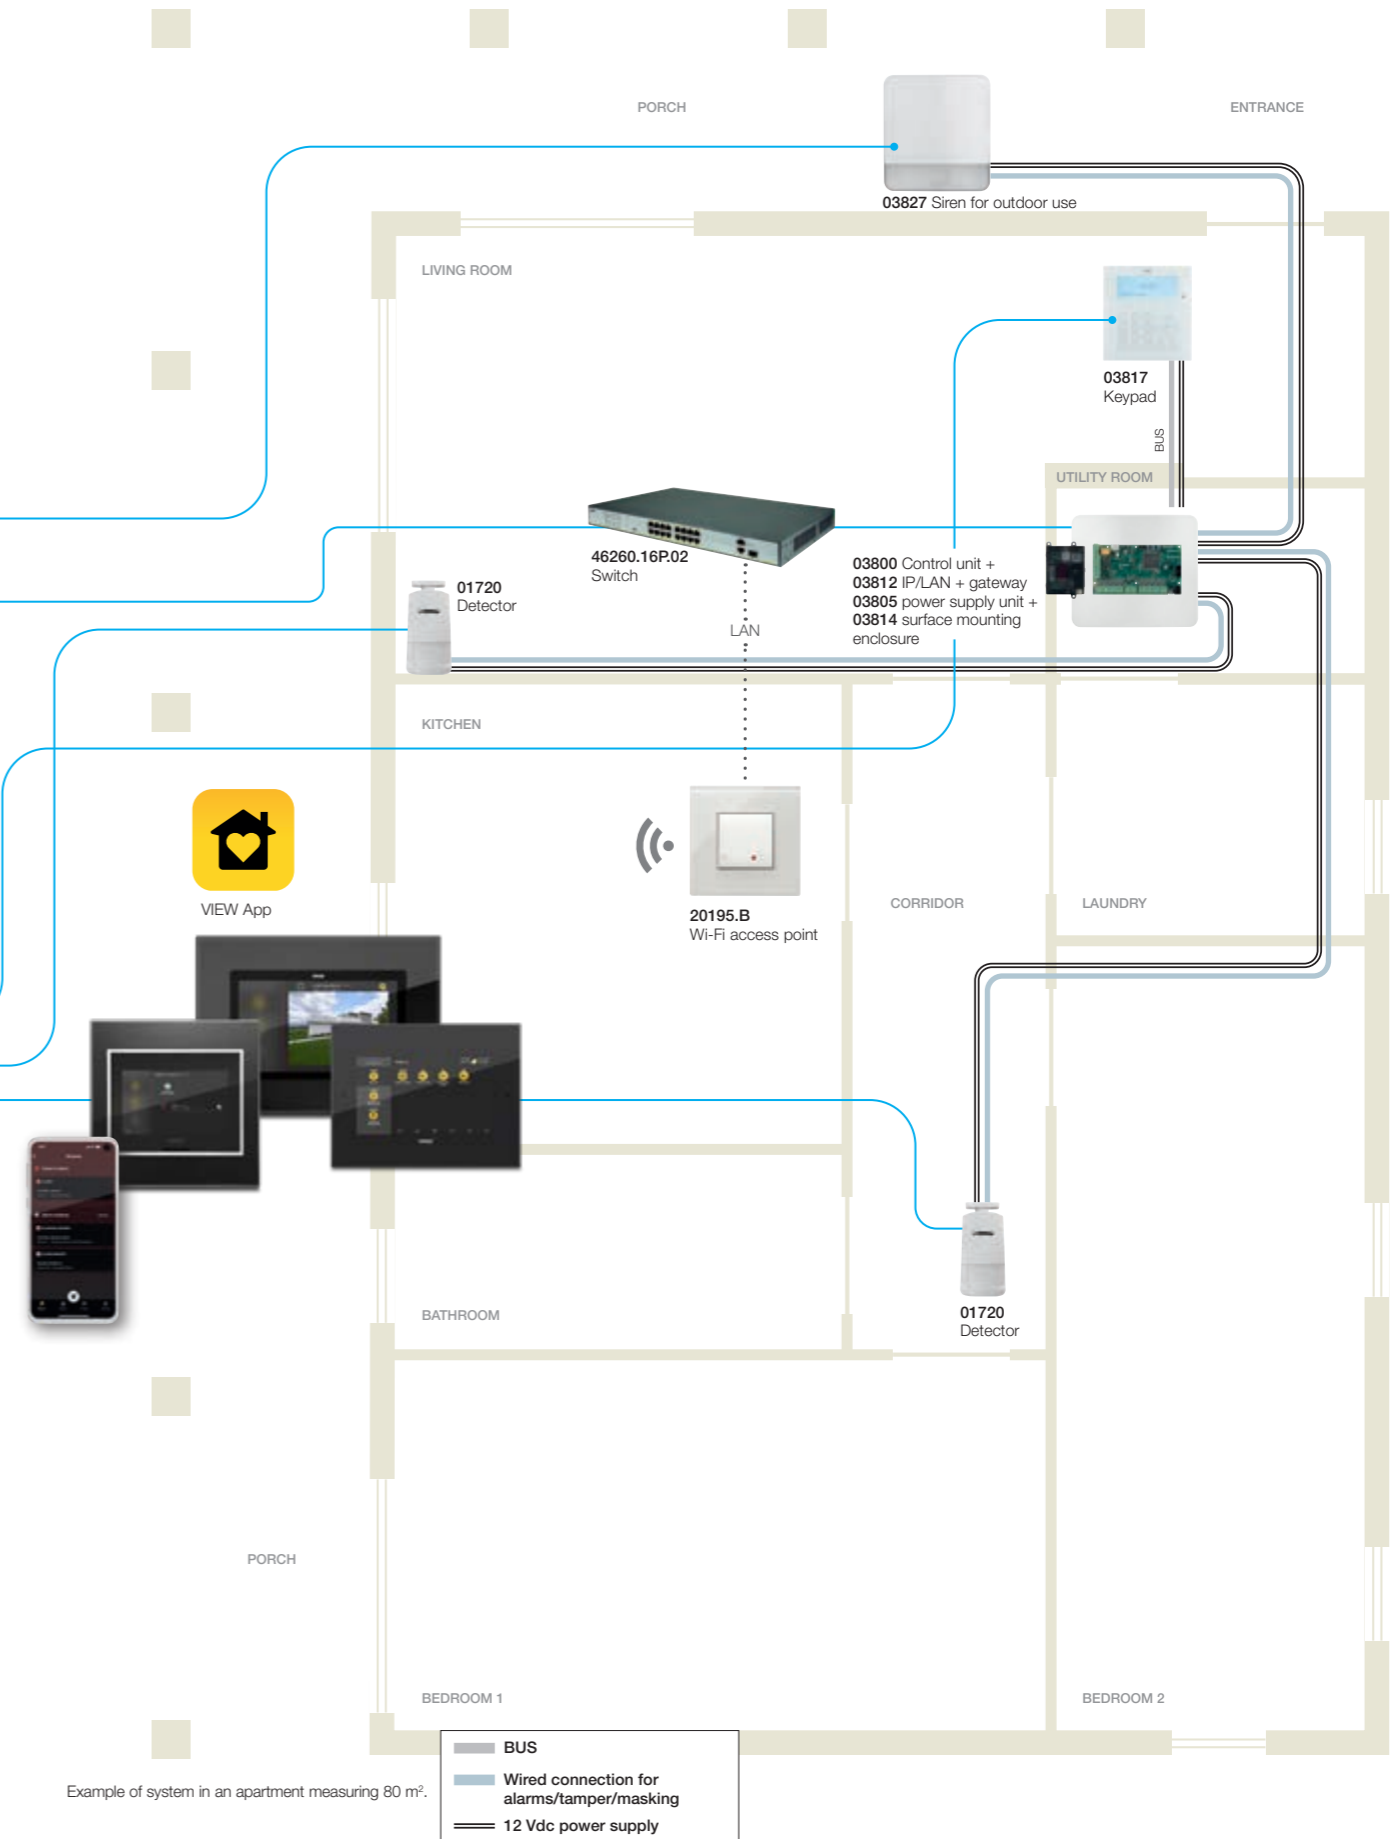 PORCH
ENTRANCE
03827 Siren for outdoor use
LIVING ROOM
03817
Keypad
BUS
UTILITY ROOM
46260.16P.02
Switch
03800 Control unit +
03812 IP/LAN + gateway
03805 power supply unit +
03814 surface mounting
enclosure
01720
Detector
LAN
KITCHEN
VIEW App
20195.B
Wi-Fi access point
CORRIDOR
LAUNDRY
01720
Detector
BATHROOM
PORCH
BEDROOM 1
BEDROOM 2
BUS
Wired connection for
alarms/tamper/masking
12 Vdc power supply
Example of system in an apartment measuring 80 m².